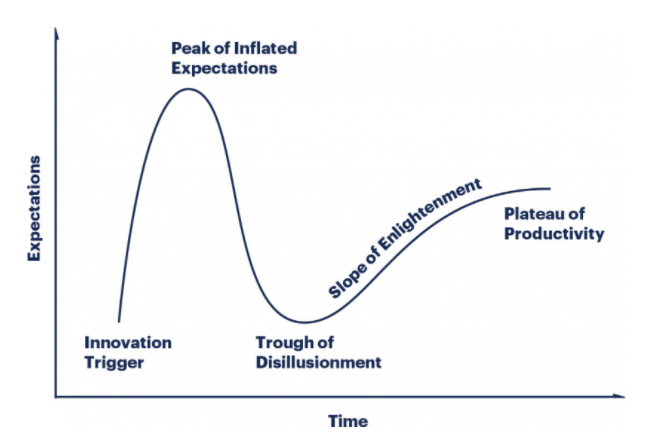 Peak of Inflated
Expectations
Expectations
Slope of Enlightenment
Plateau of
Productivity
Innovation
Trigger
Trough of
Disillusionment
Time